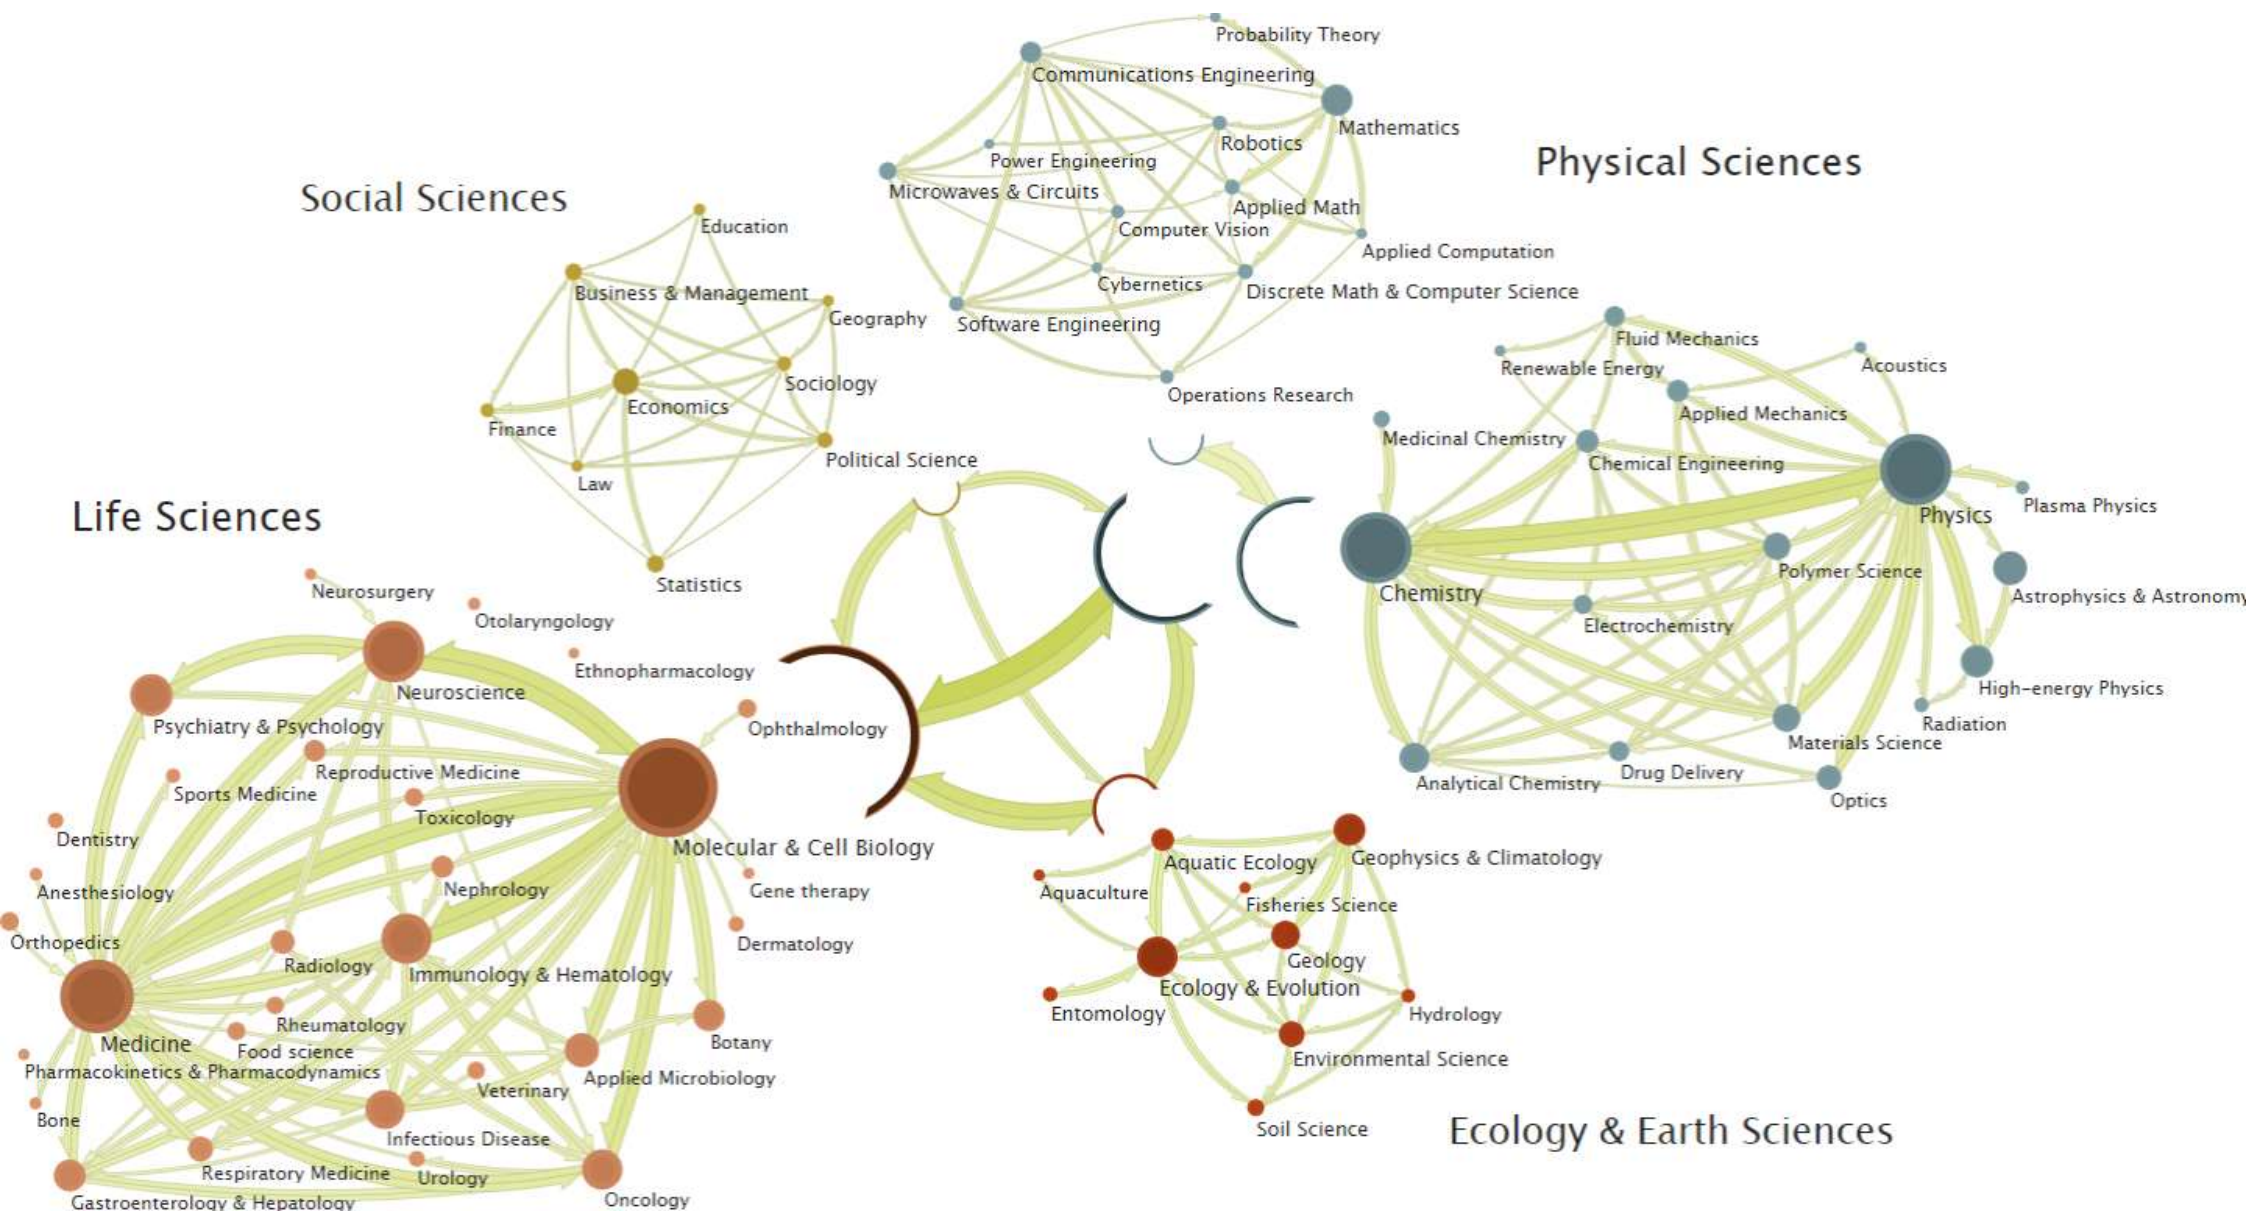 Probability Theory
Communications Engineering
Mathematics
Robotics
Power Engineering
Physical Sciences
Microwaves & Circuits
Social Sciences
Applied Math
Education
Computer Vision
Applied Computation
Cybernetics
Discrete Math & Computer Science
Business & Management
Geography
Software Engineering
Fluid Mechanics
Acoustics
Renewable Energy
Sociology
Operations Research
Economics
Applied Mechanics
Finance
Medicinal Chemistry
Political Science
Chemical Engineering
Law
Plasma Physics
Physics
Life Sciences
Polymer Science
Statistics
Neurosurgery
Chemistry
Astrophysics & Astronomy
Otolaryngology
Electrochemistry
Ethnopharmacology
High-energy Physics
Neuroscience
Radiation
Psychiatry & Psychology
Ophthalmology
Materials Science
Reproductive Medicine
Drug Delivery
Analytical Chemistry
Sports Medicine
Optics
Toxicology
Dentistry
Molecular & Cell Biology
Geophysics & Climatology
Aquatic Ecology
Nephrology
Gene therapy
Aquaculture
Anesthesiology
Fisheries Science
Orthopedics
Dermatology
Geology
Radiology
Immunology & Hematology
Ecology & Evolution
Entomology
Hydrology
Rheumatology
Medicine
Botany
Food science
Environmental Science
Pharmacokinetics & Pharmacodynamics
Applied Microbiology
Veterinary
Bone
Soil Science
Ecology & Earth Sciences
Infectious Disease
Respiratory Medicine
Urology
Oncology
Gastroenterology & Hepatology